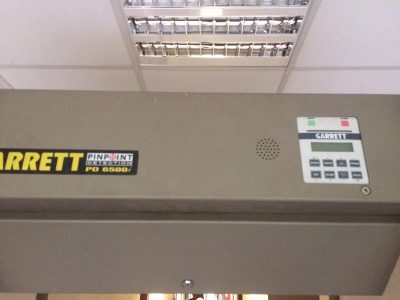 ARRETT
PINPOINT
DETECTION
PD 6500i
GARRETT